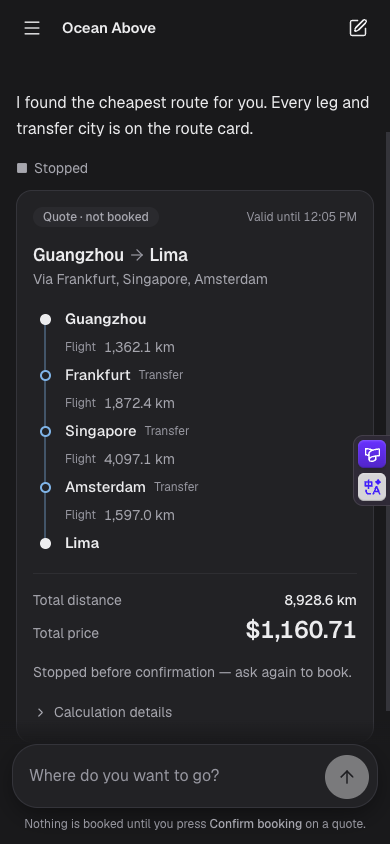 Ocean Above
I found the cheapest route for you. Every leg and
transfer city is on the route card.
Stopped
Quote · not booked
Valid until 12:05 PM
Guangzhou → Lima
Via Frankfurt, Singapore, Amsterdam
Guangzhou
Flight 1,362.1 km
Frankfurt Transfer
Flight 1,872.4 km
Singapore Transfer
Flight 4,097.1 km
Amsterdam Transfer
Flight 1,597.0 km
Lima
Total distance 8,928.6 km
Total price $1,160.71
Stopped before confirmation — ask again to book.
Calculation details
Where do you want to go?
Nothing is booked until you press Confirm booking on a quote.
中A